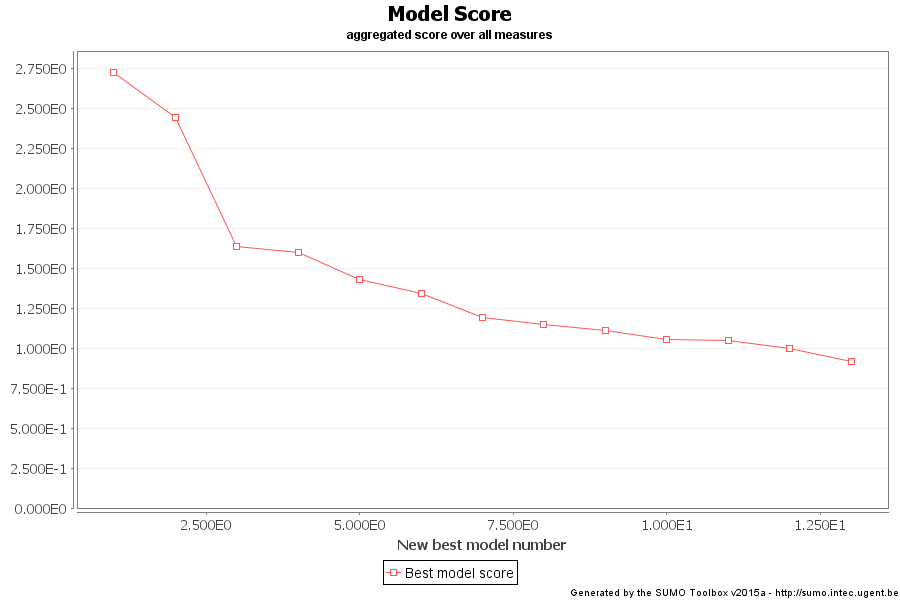 Model Score
aggregated score over all measures
2.750E0
2.500E0
2.250E0
2.000E0
1.750E0
1.500E0
1.250E0
1.000E0
7.500E-1
5.000E-1
2.500E-1
0.000E0
2.500E0 5.000E0 7.500E0 1.000E1 1.250E1
New best model number
Best model score
Generated by the SUMO Toolbox v2015a - http://sumo.intec.ugent.be